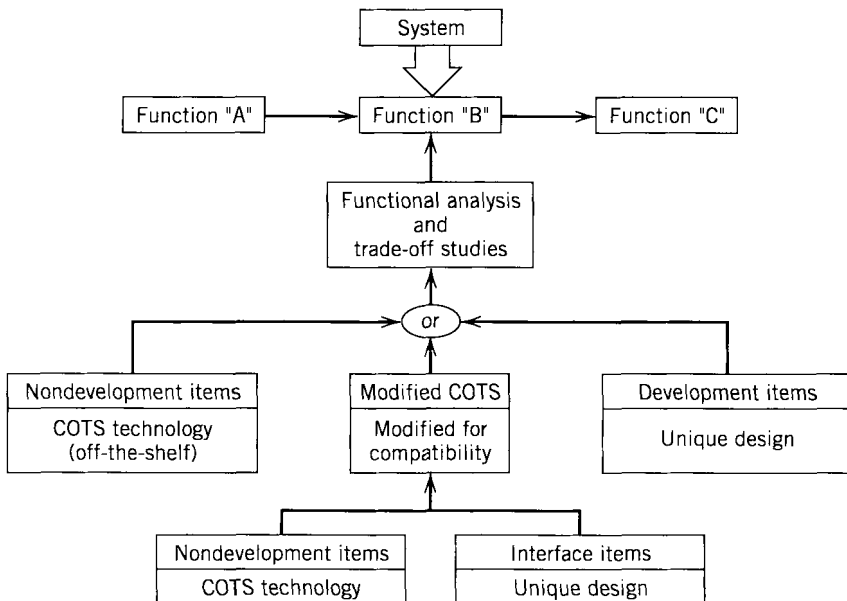 System
Function "A"
Function "B"
Function "C"
Functional analysis
and
trade-off studies
or
Nondevelopment items
COTS technology
(off-the-shelf)
Modified COTS
Modified for
compatibility
Development items
Unique design
Nondevelopment items
COTS technology
Interface items
Unique design